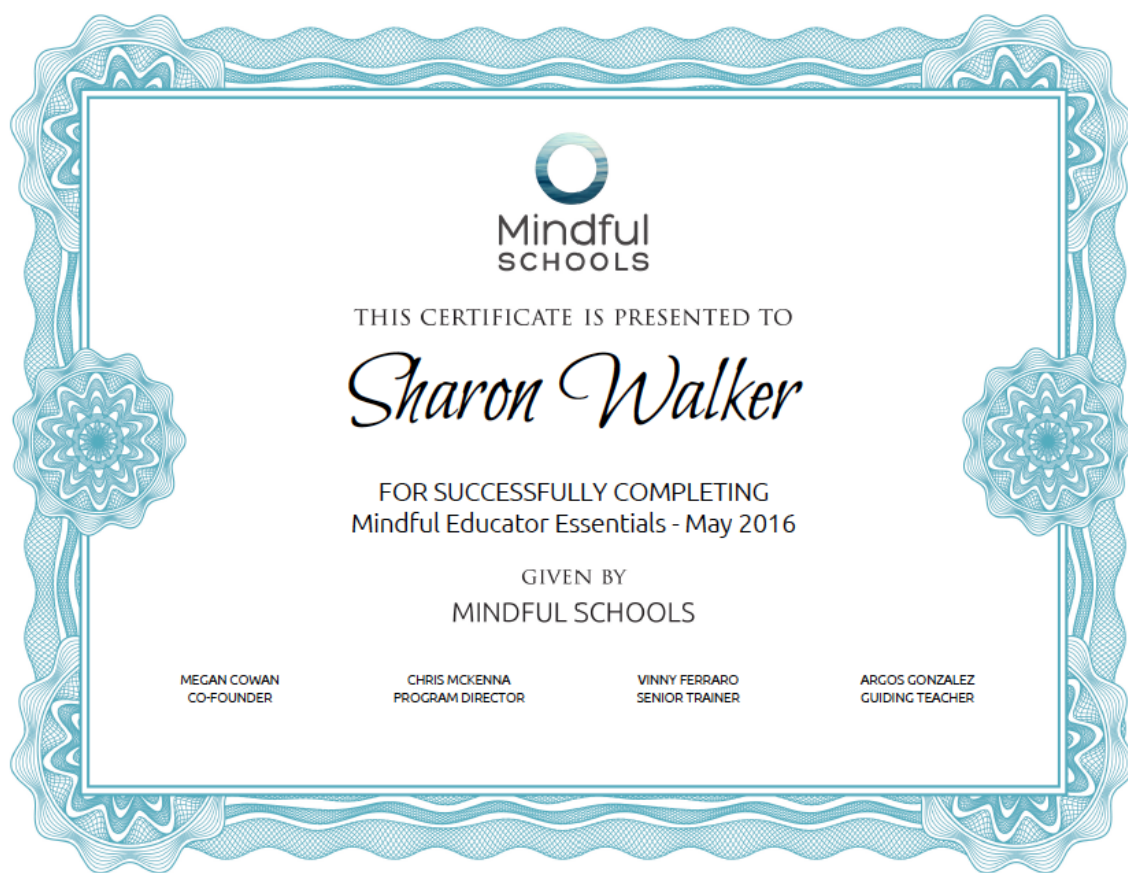 Mindful
SCHOOLS
THIS CERTIFICATE IS PRESENTED TO
Sharon Walker
FOR SUCCESSFULLY COMPLETING
Mindful Educator Essentials - May 2016
GIVEN BY
MINDFUL SCHOOLS
MEGAN COWAN
CO-FOUNDER
CHRIS MCKENNA
PROGRAM DIRECTOR
VINNY FERRARO
SENIOR TRAINER
ARGOS GONZALEZ
GUIDING TEACHER